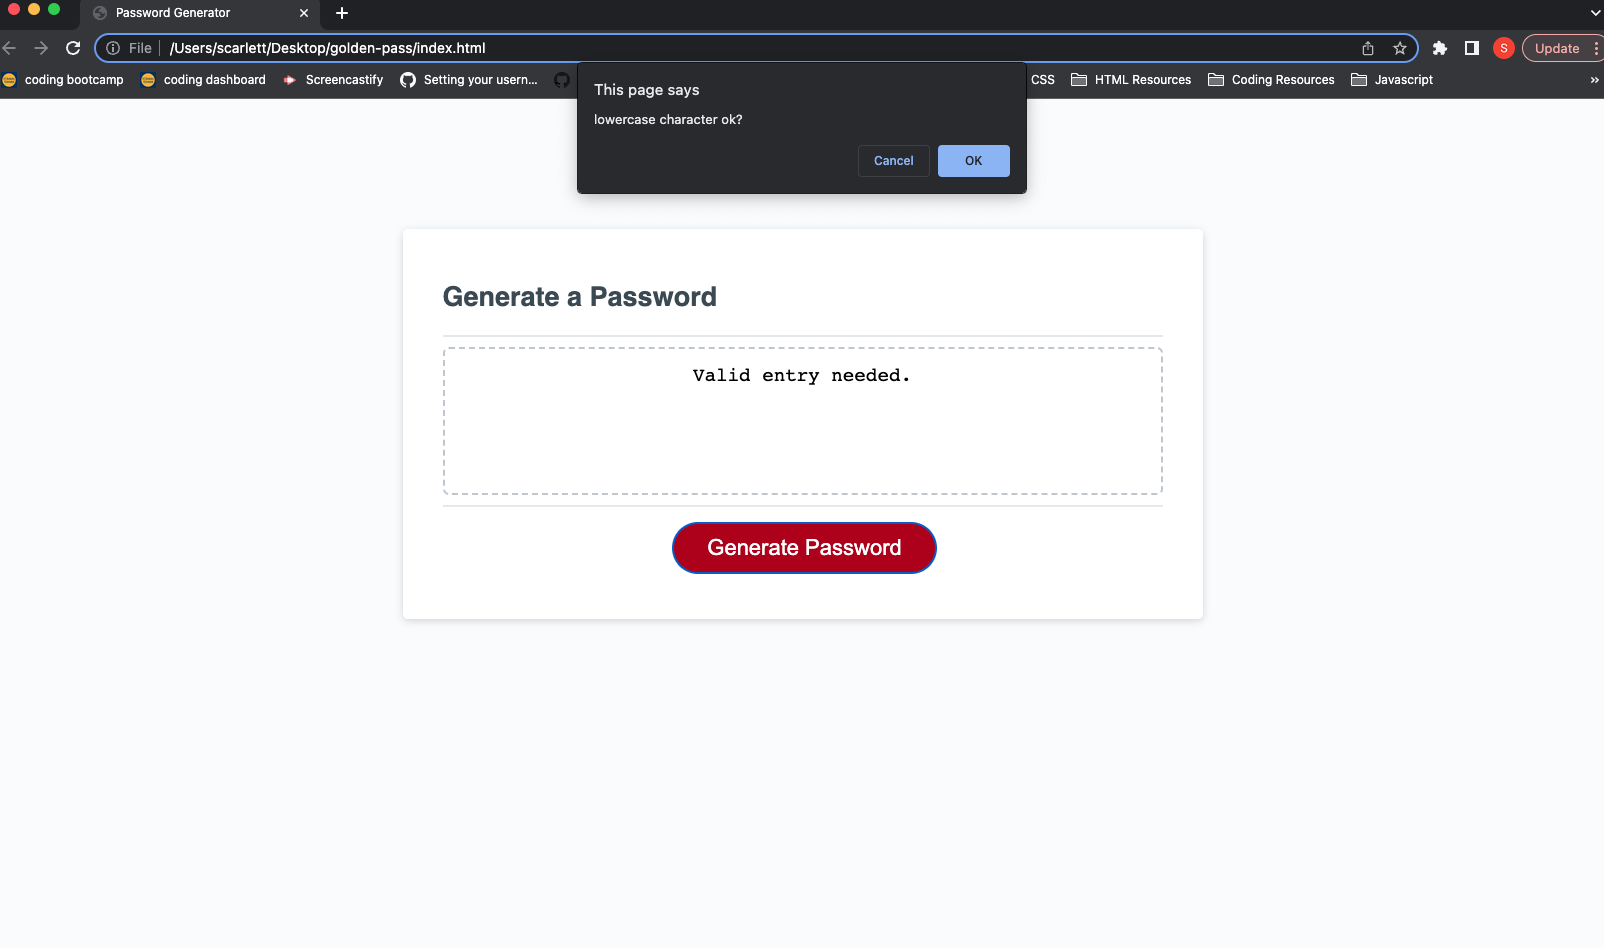 Password Generator
File /Users/scarlett/Desktop/golden-pass/index.html
S
Update
coding bootcamp coding dashboard Screencastify Setting your usern... CSS HTML Resources Coding Resources Javascript »
This page says
lowercase character ok?
Cancel OK
Generate a Password
Valid entry needed.
Generate Password